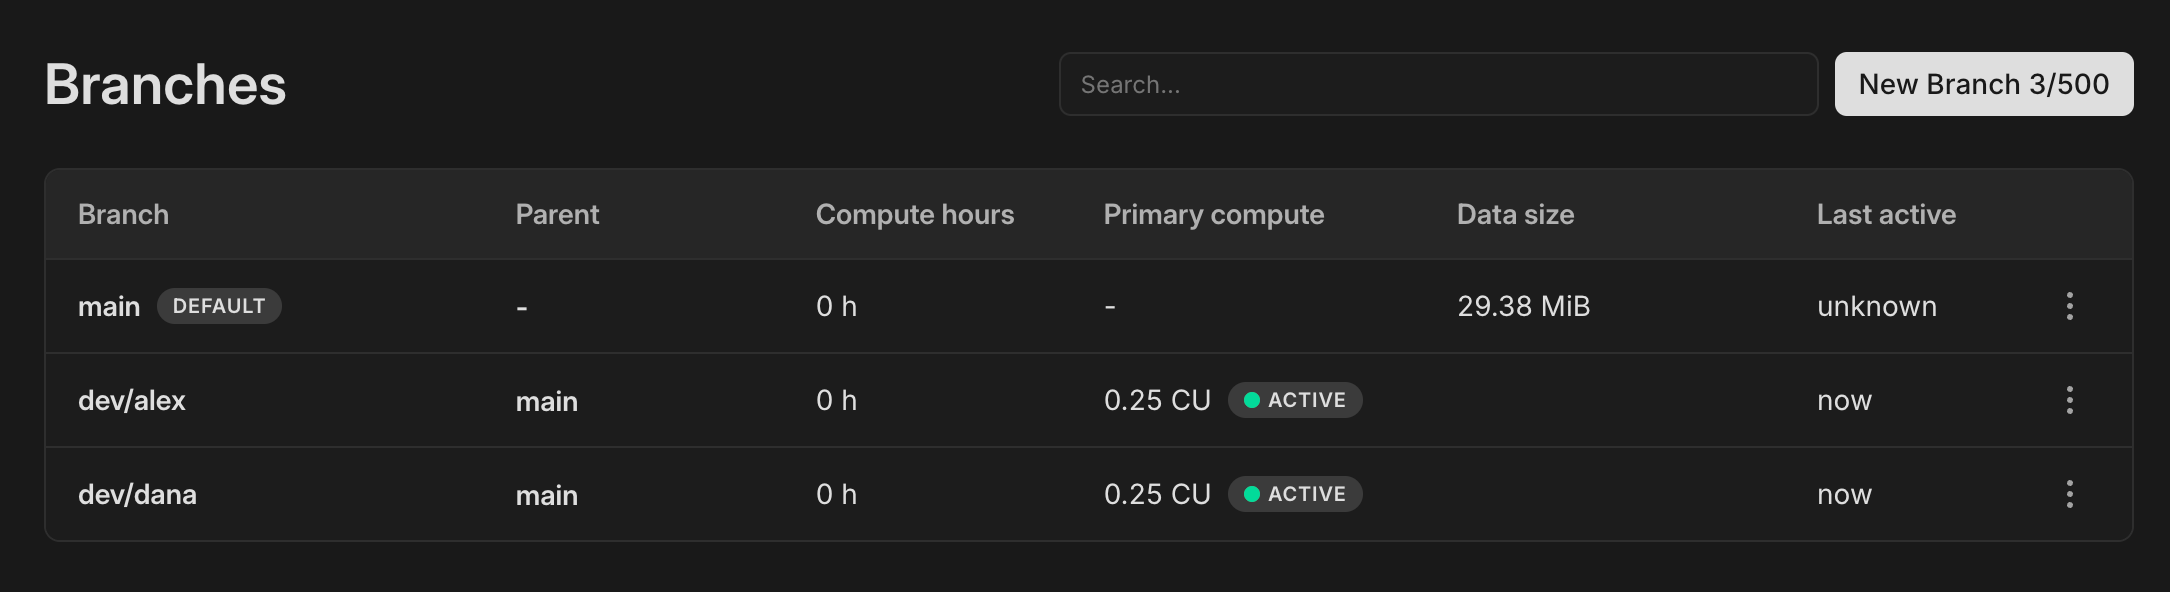 Branches
Search...
New Branch 3/500
Branch Parent Compute hours Primary compute Data size Last active
main DEFAULT - 0 h - 29.38 MiB unknown
dev/alex main 0 h 0.25 CU ACTIVE now
dev/dana main 0 h 0.25 CU ACTIVE now